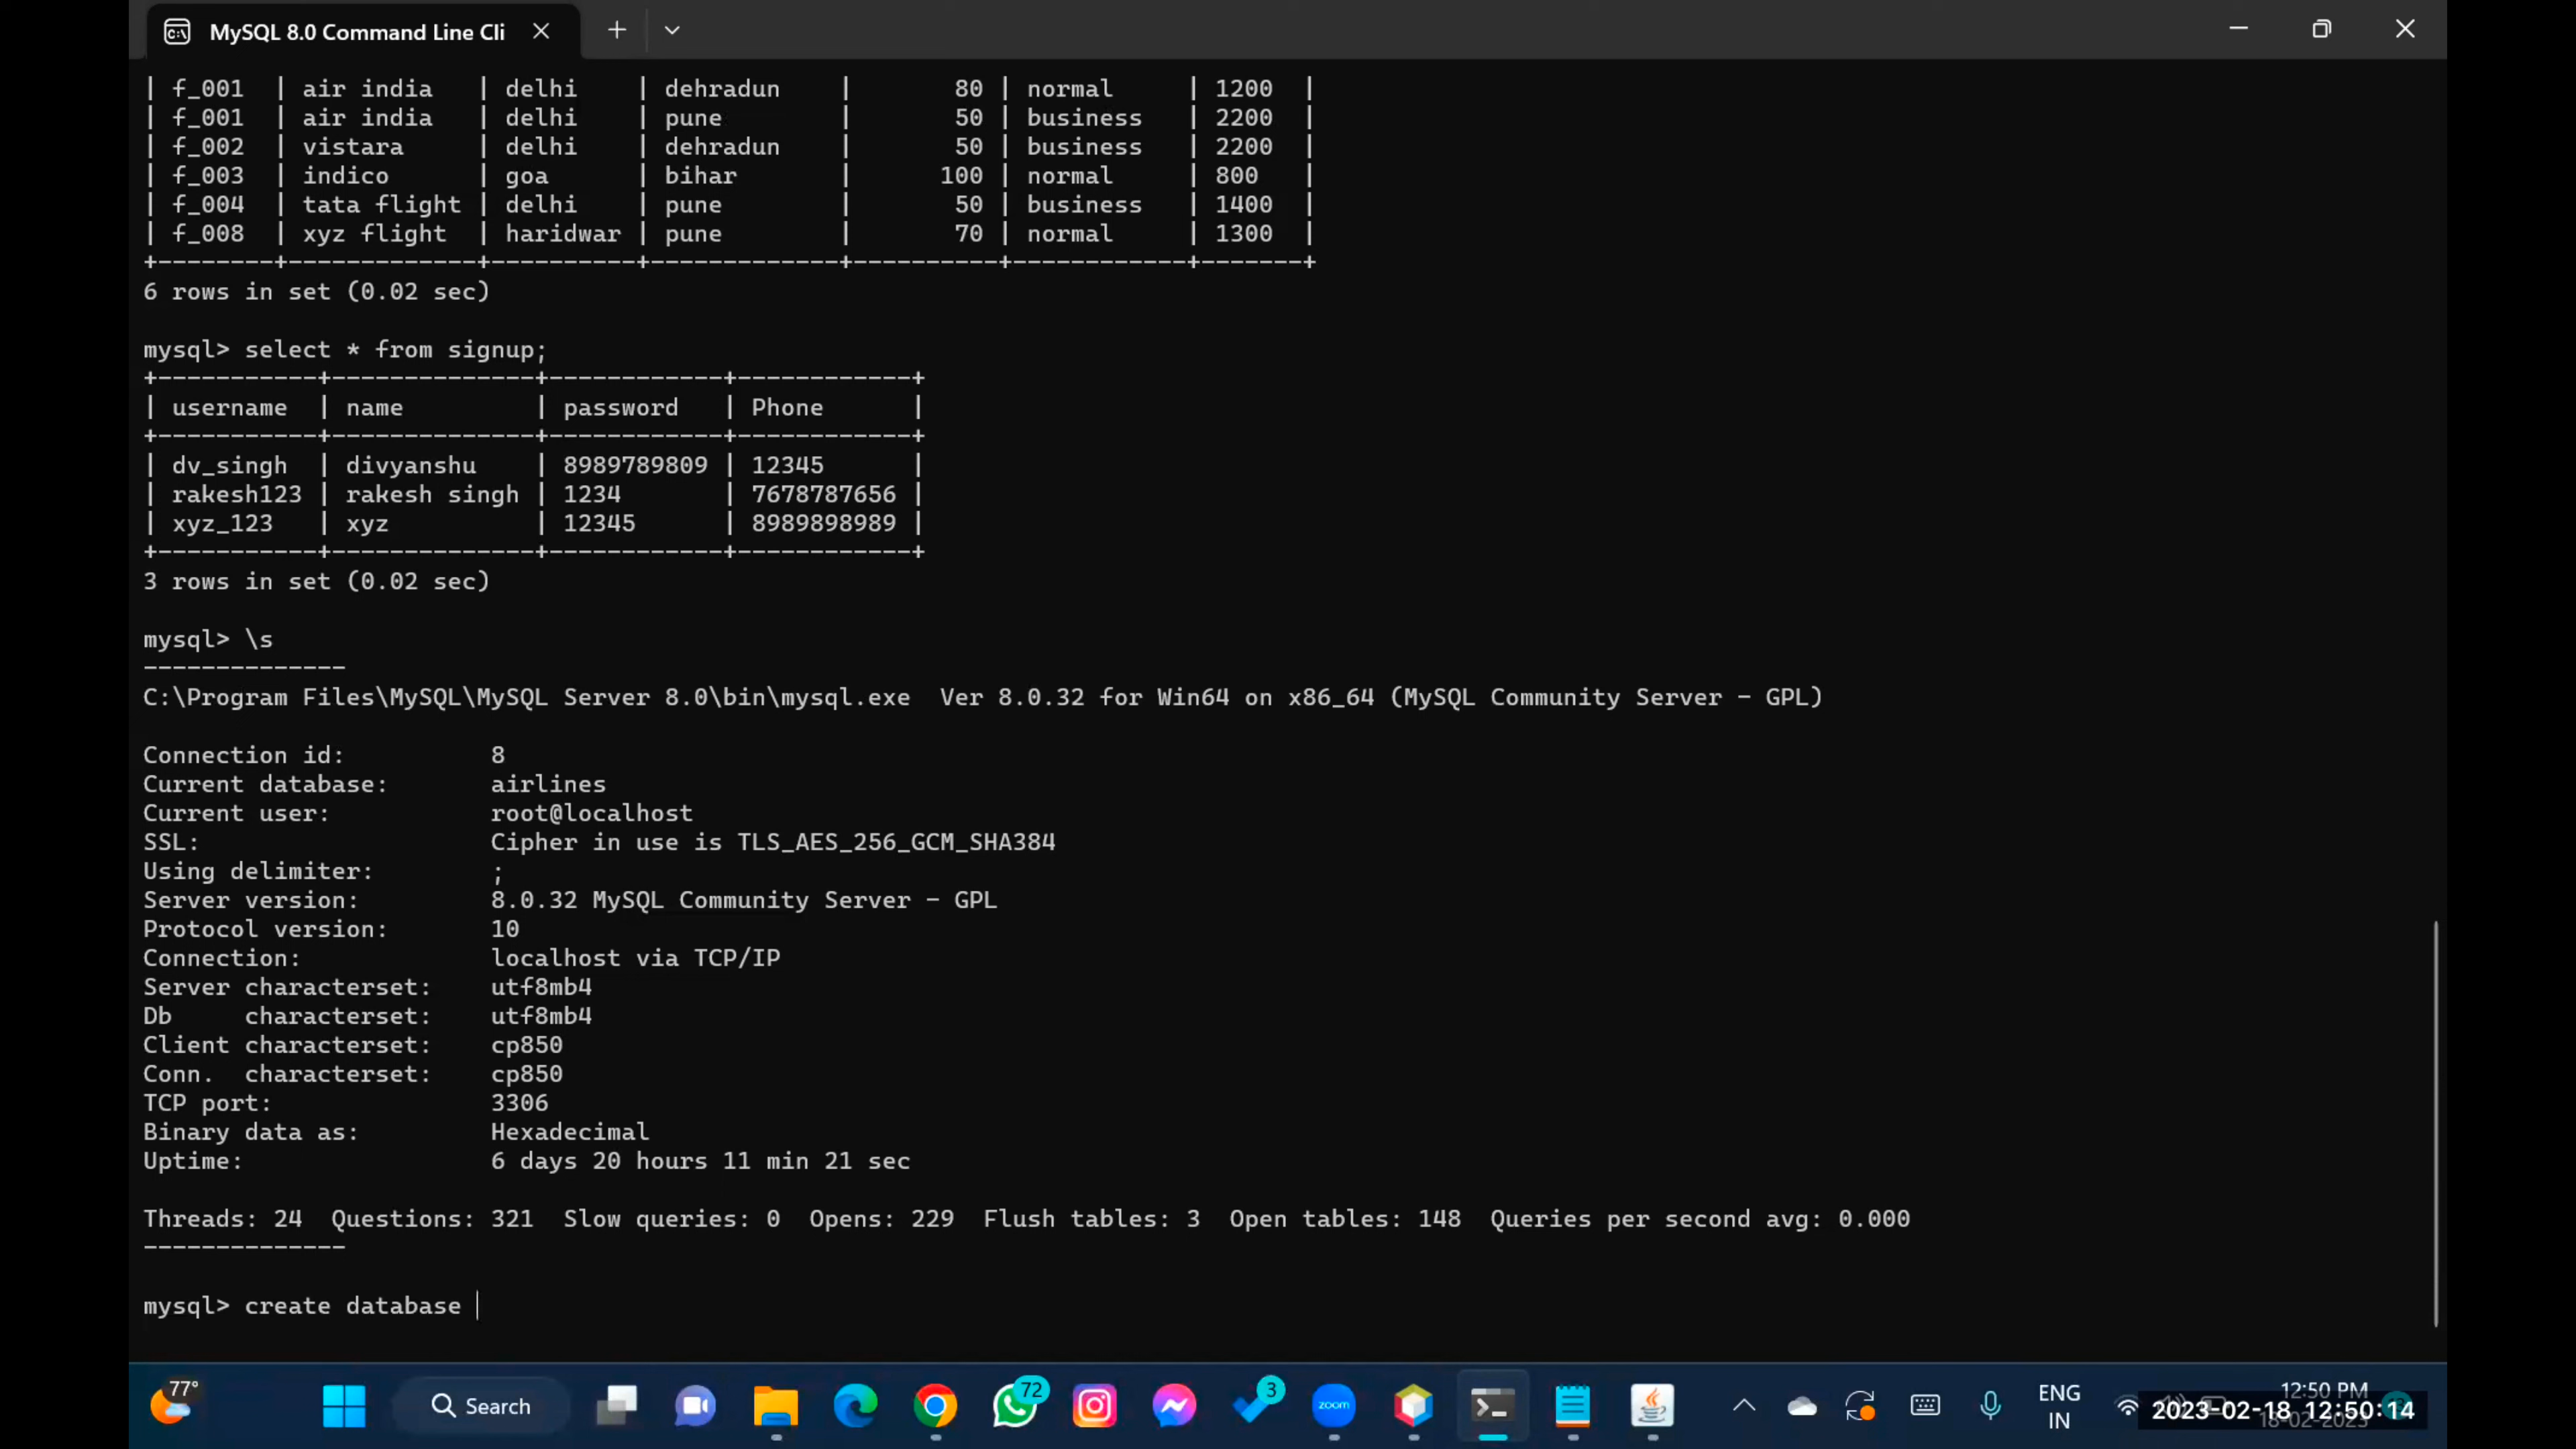 MySQL 8.0 Command Line Cli
| f_001 | air india | delhi | dehradun | 80 | normal | 1200 |
| f_001 | air india | delhi | pune | 50 | business | 2200 |
| f_002 | vistara | delhi | dehradun | 50 | business | 2200 |
| f_003 | indico | goa | bihar | 100 | normal | 800 |
| f_004 | tata flight | delhi | pune | 50 | business | 1400 |
| f_008 | xyz flight | haridwar | pune | 70 | normal | 1300 |
+--------+-------------+----------+-------------+----------+------------+-------+
6 rows in set (0.02 sec)
mysql> select * from signup;
+-----------+--------------+------------+------------+
| username | name | password | Phone |
+-----------+--------------+------------+------------+
| dv_singh | divyanshu | 8989789809 | 12345 |
| rakesh123 | rakesh singh | 1234 | 7678787656 |
| xyz_123 | xyz | 12345 | 8989898989 |
+-----------+--------------+------------+------------+
3 rows in set (0.02 sec)
mysql> \s
--------------
C:\Program Files\MySQL\MySQL Server 8.0\bin\mysql.exe Ver 8.0.32 for Win64 on x86_64 (MySQL Community Server - GPL)
Connection id: 8
Current database: airlines
Current user: root@localhost
SSL: Cipher in use is TLS_AES_256_GCM_SHA384
Using delimiter: ;
Server version: 8.0.32 MySQL Community Server - GPL
Protocol version: 10
Connection: localhost via TCP/IP
Server characterset: utf8mb4
Db characterset: utf8mb4
Client characterset: cp850
Conn. characterset: cp850
TCP port: 3306
Binary data as: Hexadecimal
Uptime: 6 days 20 hours 11 min 21 sec
Threads: 24 Questions: 321 Slow queries: 0 Opens: 229 Flush tables: 3 Open tables: 148 Queries per second avg: 0.000
--------------
mysql> create database
77°
Search
72
3
zoom
ENG
IN
12:50 PM
18-02-2023
2023-02-18 12:50:14